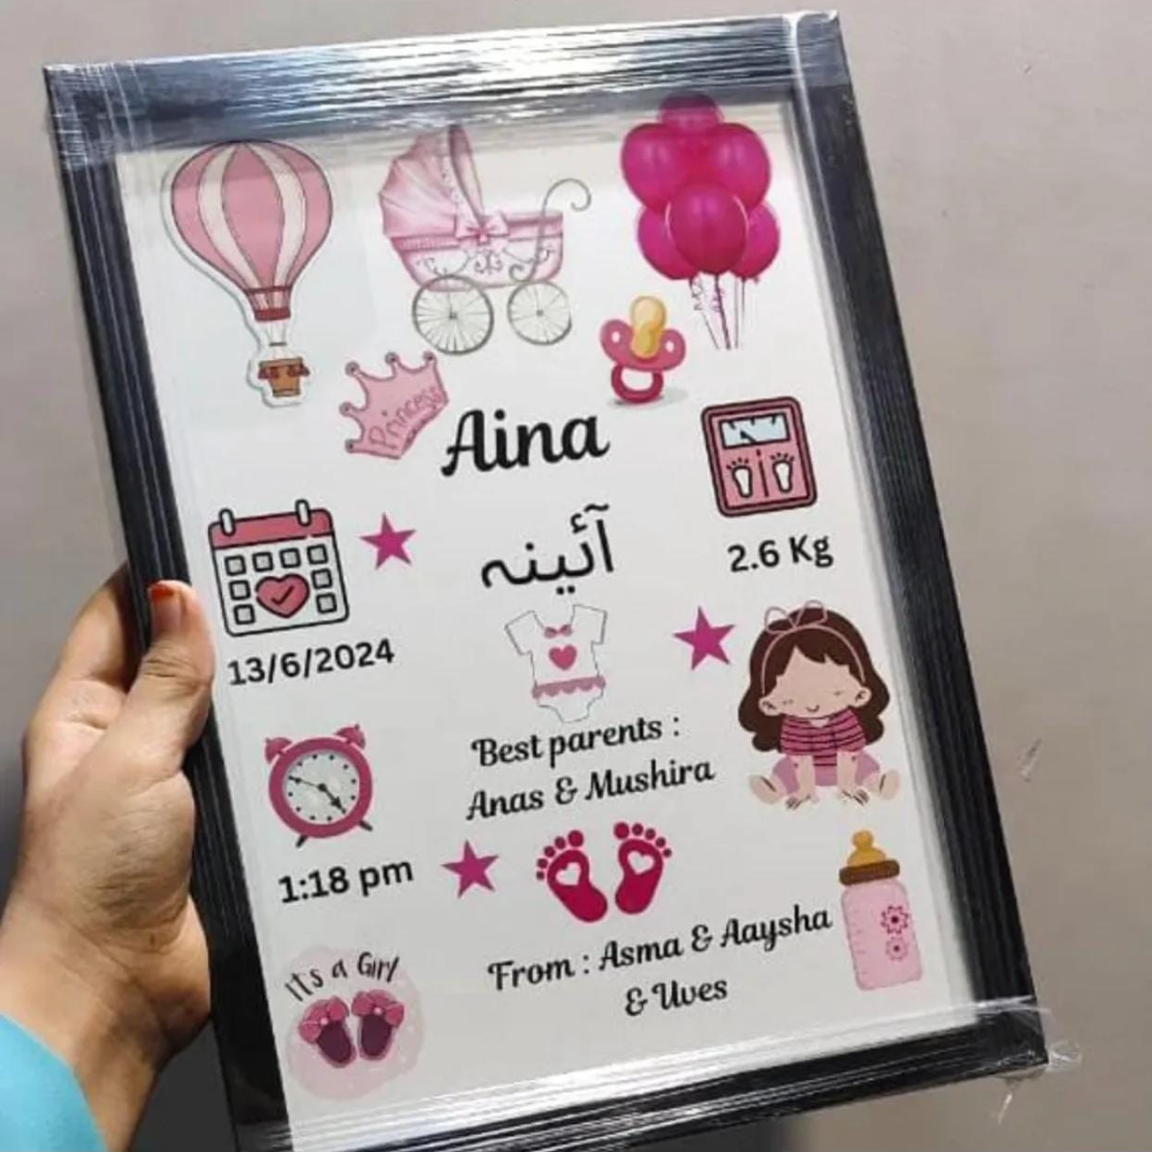 Princess
Aina
آئینہ
2.6 Kg
13/6/2024
Best parents :
Anas & Mushira
1:18 pm
From : Asma & Aaysha
& Uves
It's a Girl